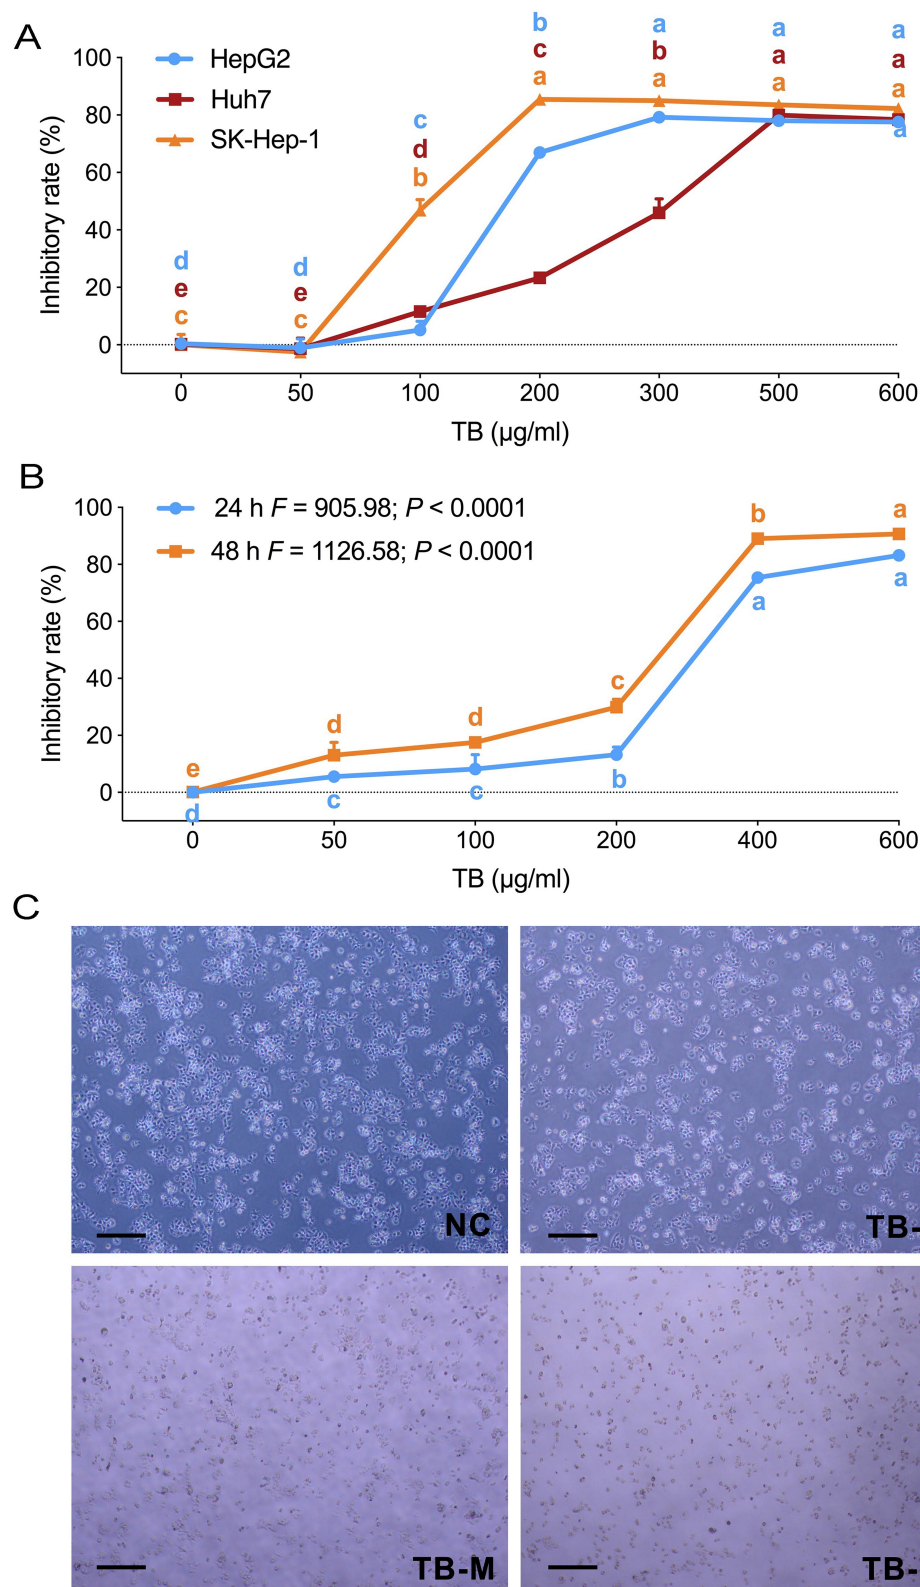 A
b a a a
c b a a
a a a a
100
HepG2
Huh7
SK-Hep-1
80
c
d
b
a
60
40
20
0
d d
e e
c c
Inhibitory rate (%)
0 50 100 200 300 500 600
TB (µg/ml)
B
100
24 h F = 905.98; P < 0.0001
48 h F = 1126.58; P < 0.0001
80
60
40
20
0
e d d c b a
d c c b a a
Inhibitory rate (%)
0 50 100 200 400 600
TB (µg/ml)
C
NC
TB-
TB-M
TB-